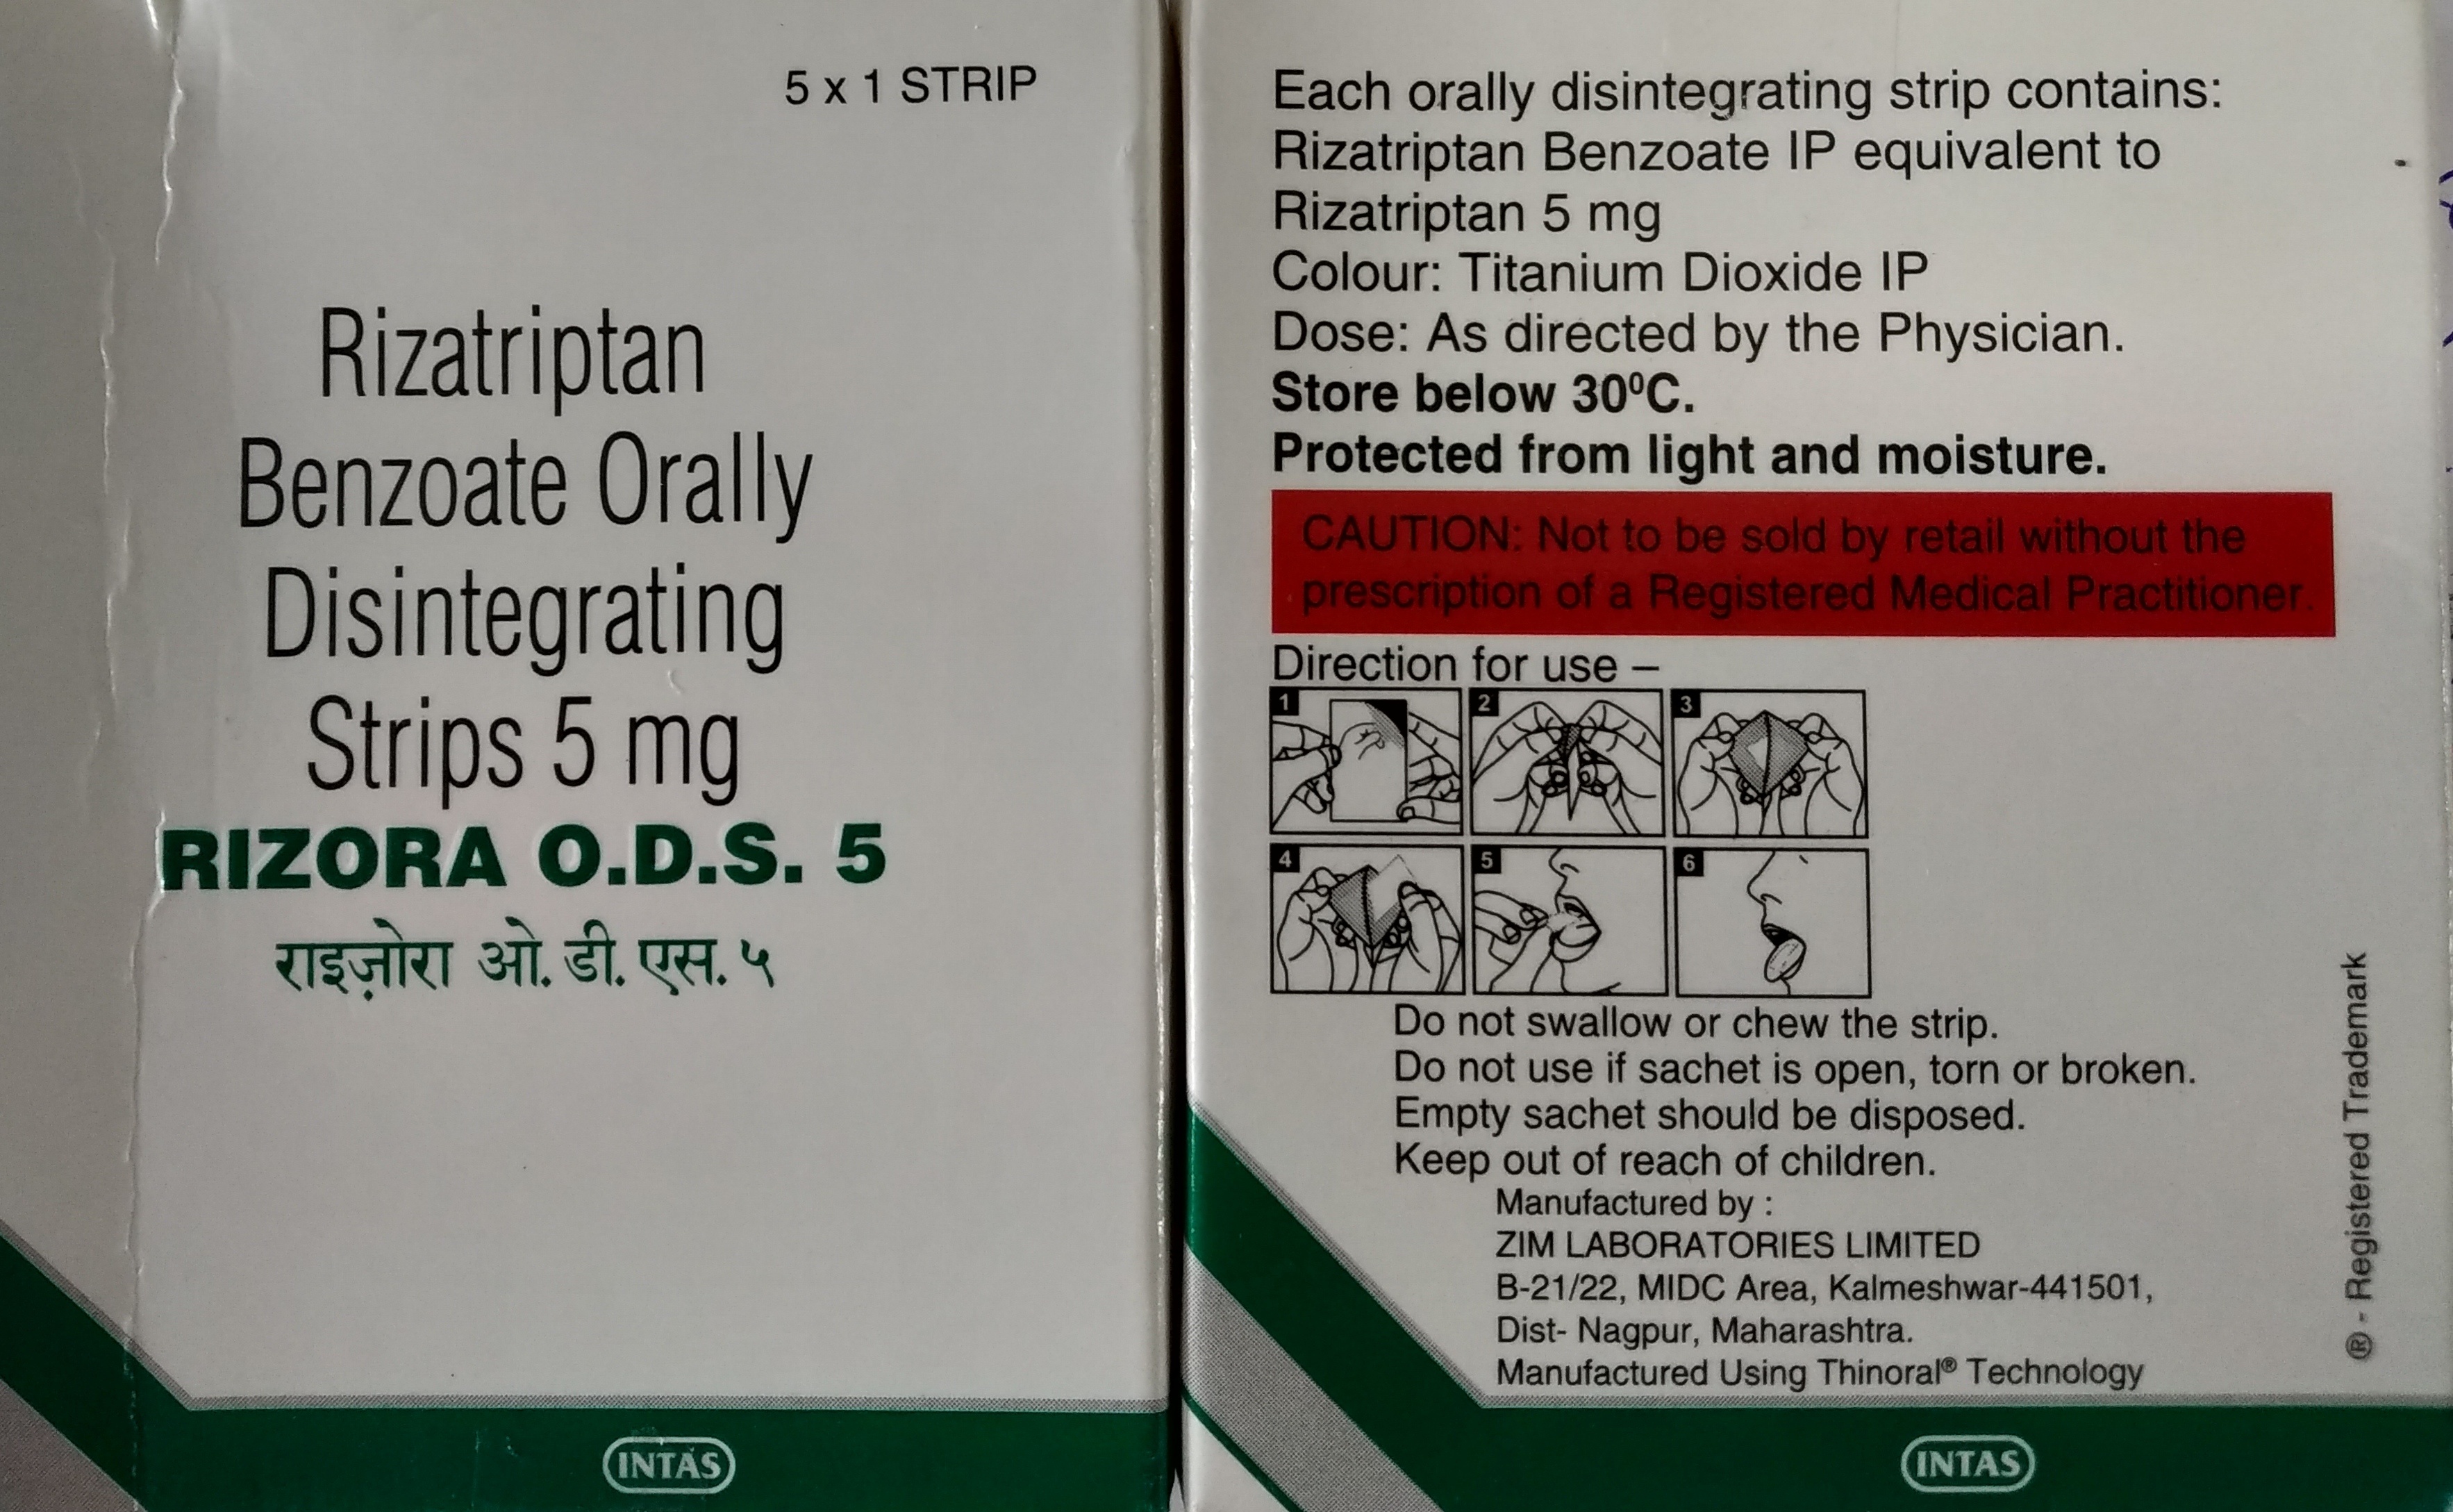 5 x 1 STRIP
Rizatriptan
Benzoate Orally
Disintegrating
Strips 5 mg
RIZORA O.D.S. 5
राइज़ोरा ओ. डी. एस. ५
INTAS
Each orally disintegrating strip contains:
Rizatriptan Benzoate IP equivalent to
Rizatriptan 5 mg
Colour: Titanium Dioxide IP
Dose: As directed by the Physician.
Store below 30⁰C.
Protected from light and moisture.
CAUTION: Not to be sold by retail without the
prescription of a Registered Medical Practitioner.
Direction for use –
1
2
3
4
5
6
Do not swallow or chew the strip.
Do not use if sachet is open, torn or broken.
Empty sachet should be disposed.
Keep out of reach of children.
Manufactured by :
ZIM LABORATORIES LIMITED
B-21/22, MIDC Area, Kalmeshwar-441501,
Dist- Nagpur, Maharashtra.
Manufactured Using Thinoral® Technology
® - Registered Trademark
INTAS